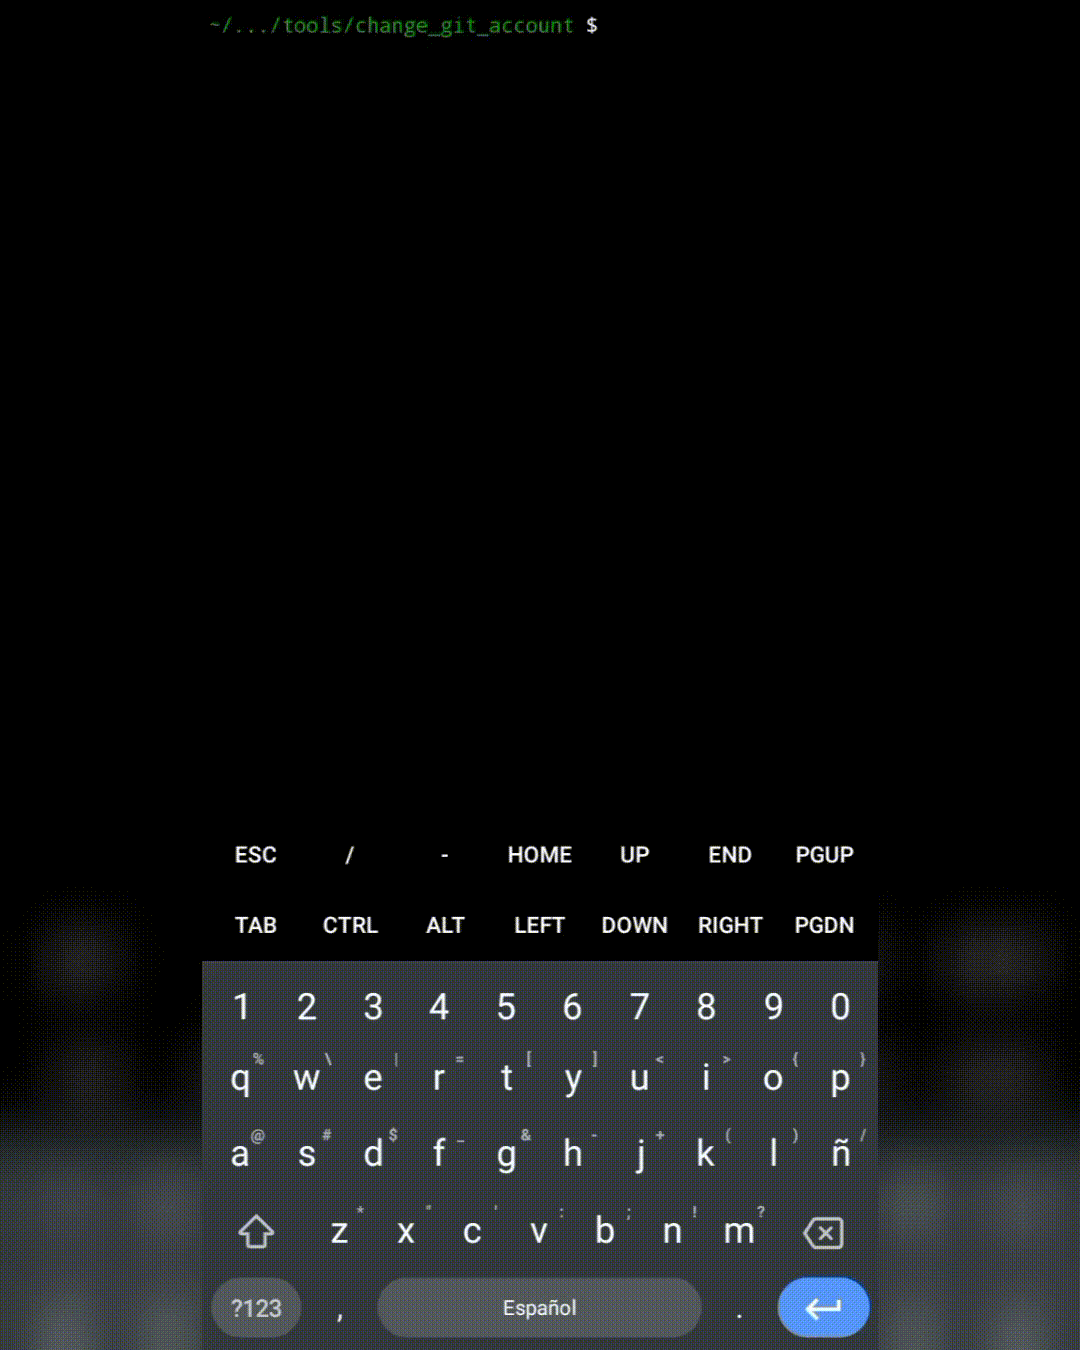 ~/.../tools/change_git_account $
ESC / - HOME UP END PGUP
TAB CTRL ALT LEFT DOWN RIGHT PGDN
1 2 3 4 5 6 7 8 9 0
% \ | = [ ] < > { }
q w e r t y u i o p
@ # $ _ & - + ( ) /
a s d f g h j k l ñ
* " ' : ; ! ?
z x c v b n m
?123 , Español .